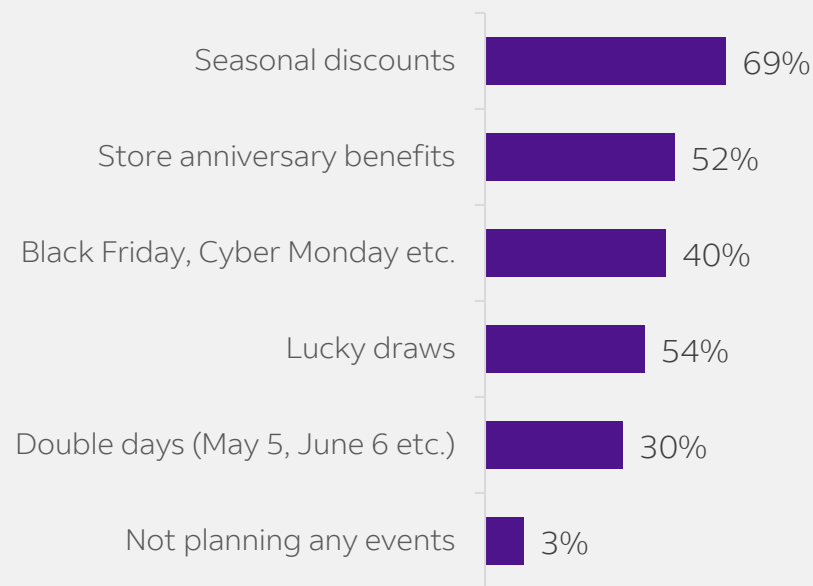 Seasonal discounts 69%
Store anniversary benefits 52%
Black Friday, Cyber Monday etc. 40%
Lucky draws 54%
Double days (May 5, June 6 etc.) 30%
Not planning any events 3%